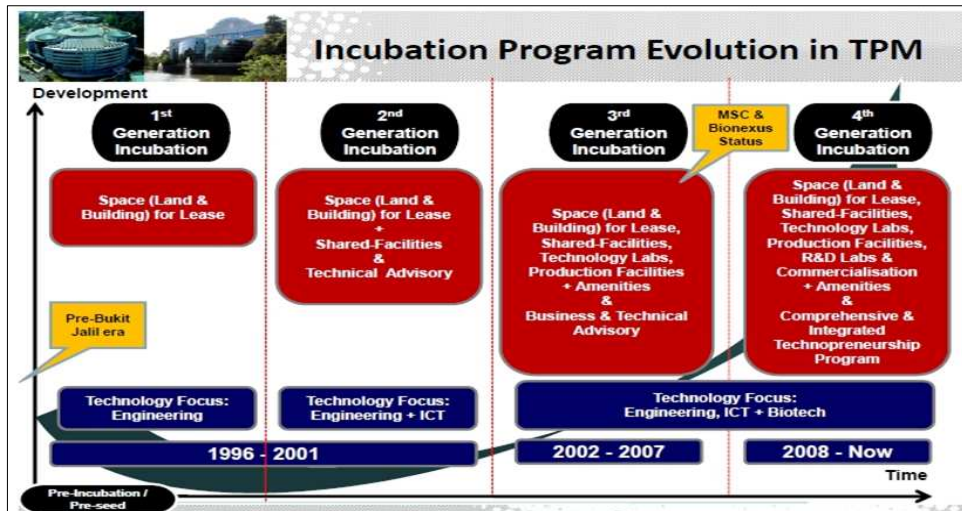 Incubation Program Evolution in TPM
Development
1st
Generation
Incubation
2nd
Generation
Incubation
3rd
Generation
Incubation
MSC &
Bionexus
Status
4th
Generation
Incubation
Space (Land &
Building) for Lease
Space (Land &
Building) for Lease
+
Shared-Facilities
&
Technical Advisory
Space (Land &
Building) for Lease,
Shared-Facilities,
Technology Labs,
Production Facilities
+ Amenities
&
Business & Technical
Advisory
Space (Land &
Building) for Lease,
Shared-Facilities,
Technology Labs,
Production Facilities,
R&D Labs &
Commercialisation
+ Amenities
&
Comprehensive &
Integrated
Technopreneurship
Program
Pre-Bukit
Jalil era
Technology Focus:
Engineering
Technology Focus:
Engineering + ICT
Technology Focus:
Engineering, ICT + Biotech
1996 - 2001
2002 - 2007
2008 - Now
Time
Pre-Incubation /
Pre-seed